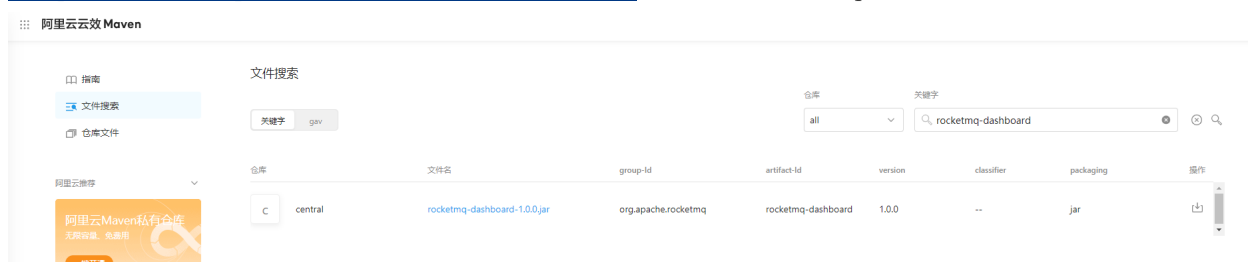 阿里云云效 Maven
指南
文件搜索
仓库文件
阿里云推荐
阿里云Maven私有仓库
无限容量，免费用
文件搜索
关键字 gav
仓库 关键字
all rocketmq-dashboard
仓库 文件名 group-Id artifact-Id version classifier packaging 操作
C central rocketmq-dashboard-1.0.0.jar org.apache.rocketmq rocketmq-dashboard 1.0.0 -- jar